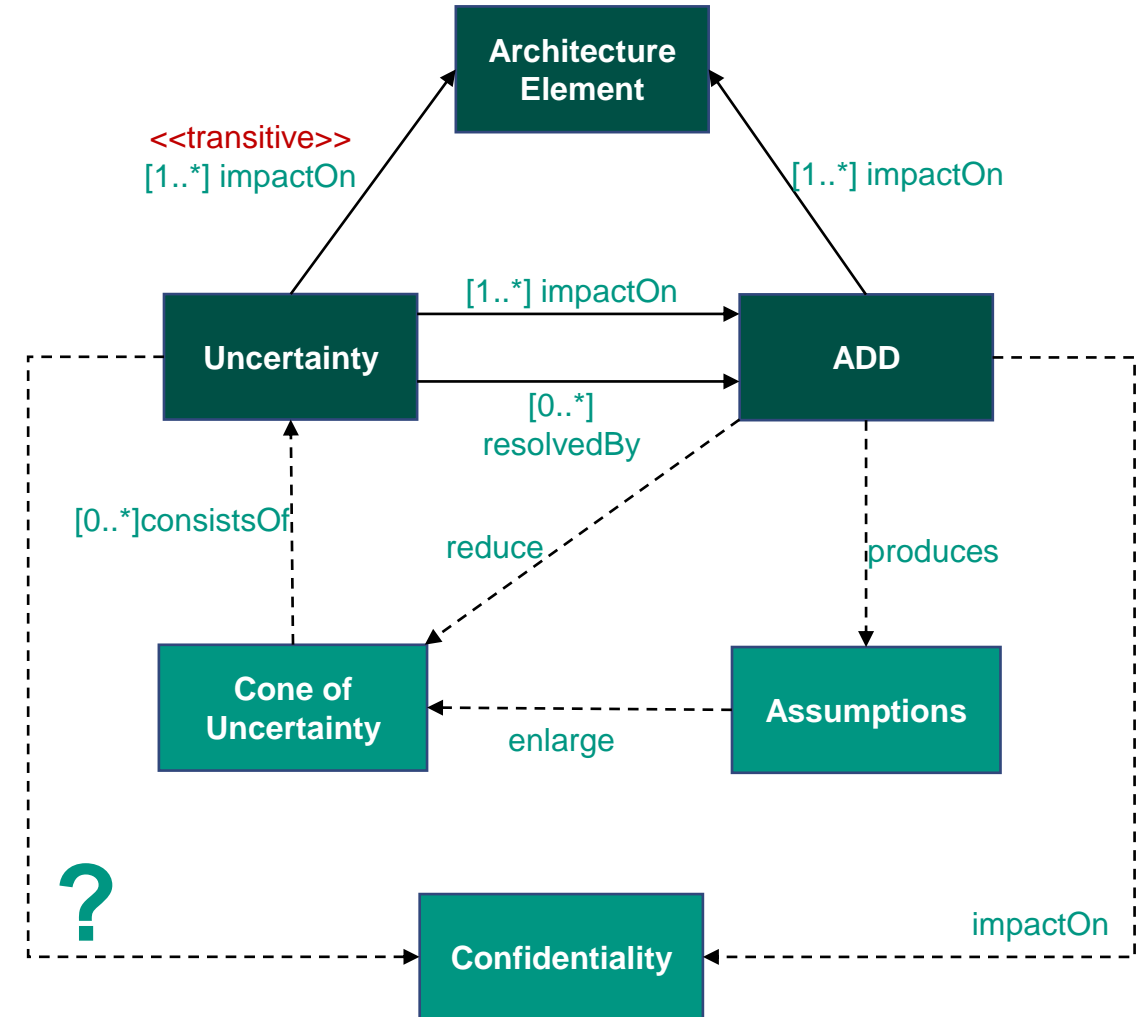 Architecture
Element
<<transitive>>
[1..*] impactOn
[1..*] impactOn
[1..*] impactOn
Uncertainty
ADD
[0..*]
resolvedBy
[0..*]consistsOf
reduce
produces
Cone of
Uncertainty
Assumptions
enlarge
?
Confidentiality
impactOn